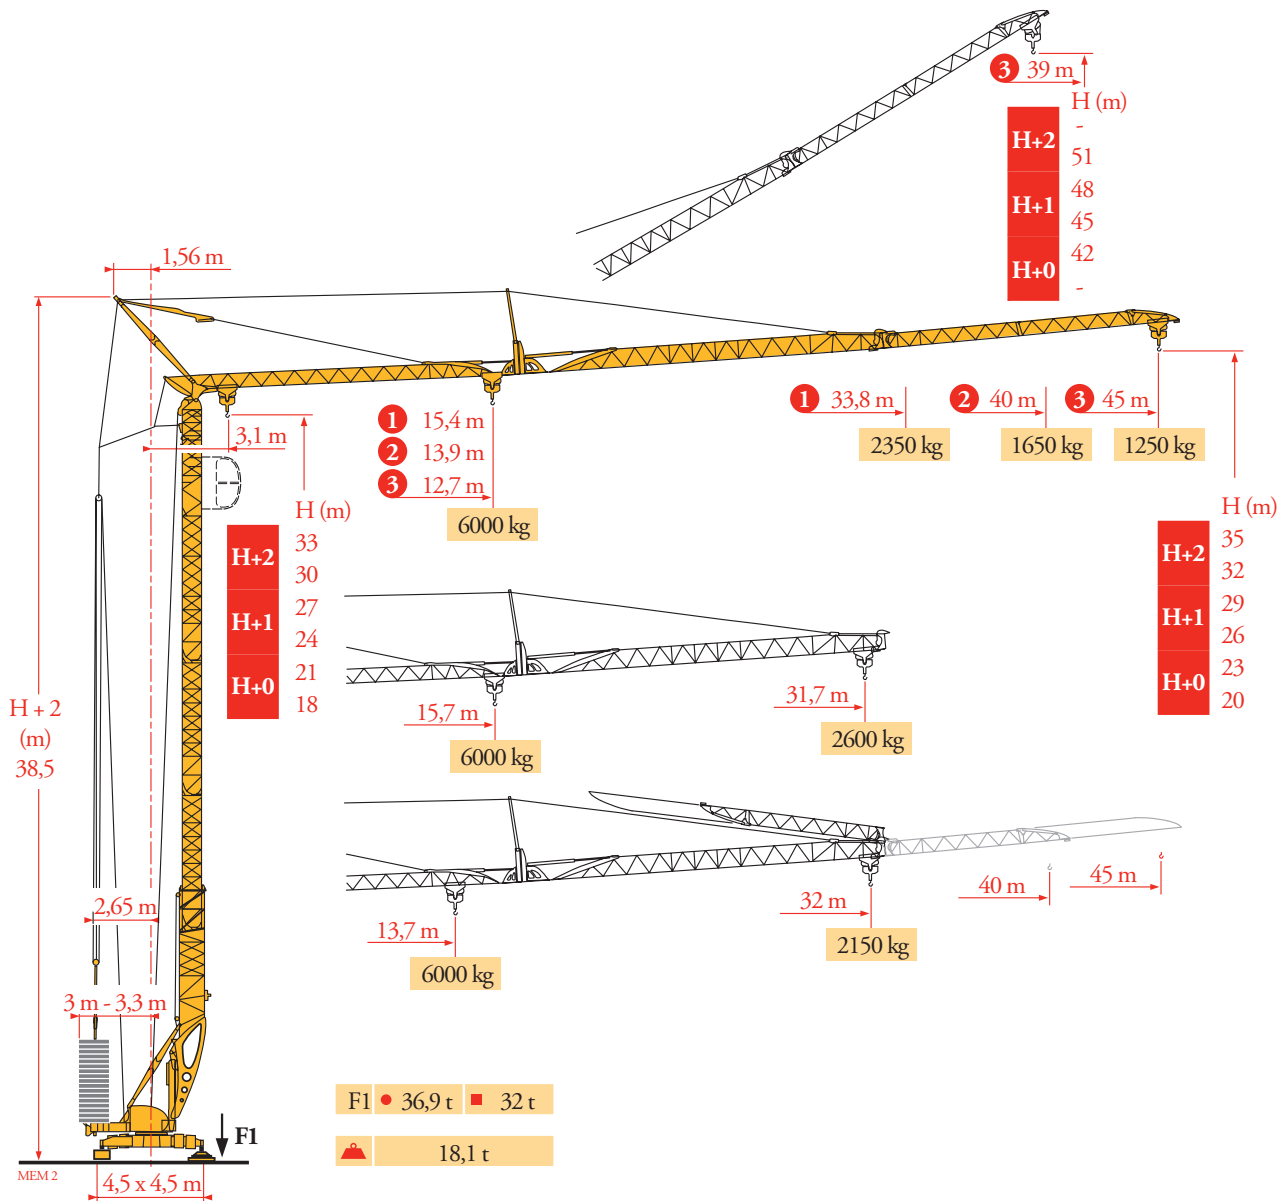 3 39 m
H (m)
H+2
-
51
H+1
48
45
H+0
42
-
1,56 m
3,1 m
1 15,4 m
2 13,9 m
3 12,7 m
6000 kg
1 33,8 m
2350 kg
2 40 m
1650 kg
3 45 m
1250 kg
H (m)
H+2
33
30
H+1
27
24
H+0
21
18
H (m)
H+2
35
32
H+1
29
26
H+0
23
20
15,7 m
6000 kg
31,7 m
2600 kg
H + 2
(m)
38,5
13,7 m
6000 kg
32 m
2150 kg
40 m
45 m
2,65 m
3 m - 3,3 m
F1
F1 36,9 t 32 t
18,1 t
MEM 2
4,5 x 4,5 m